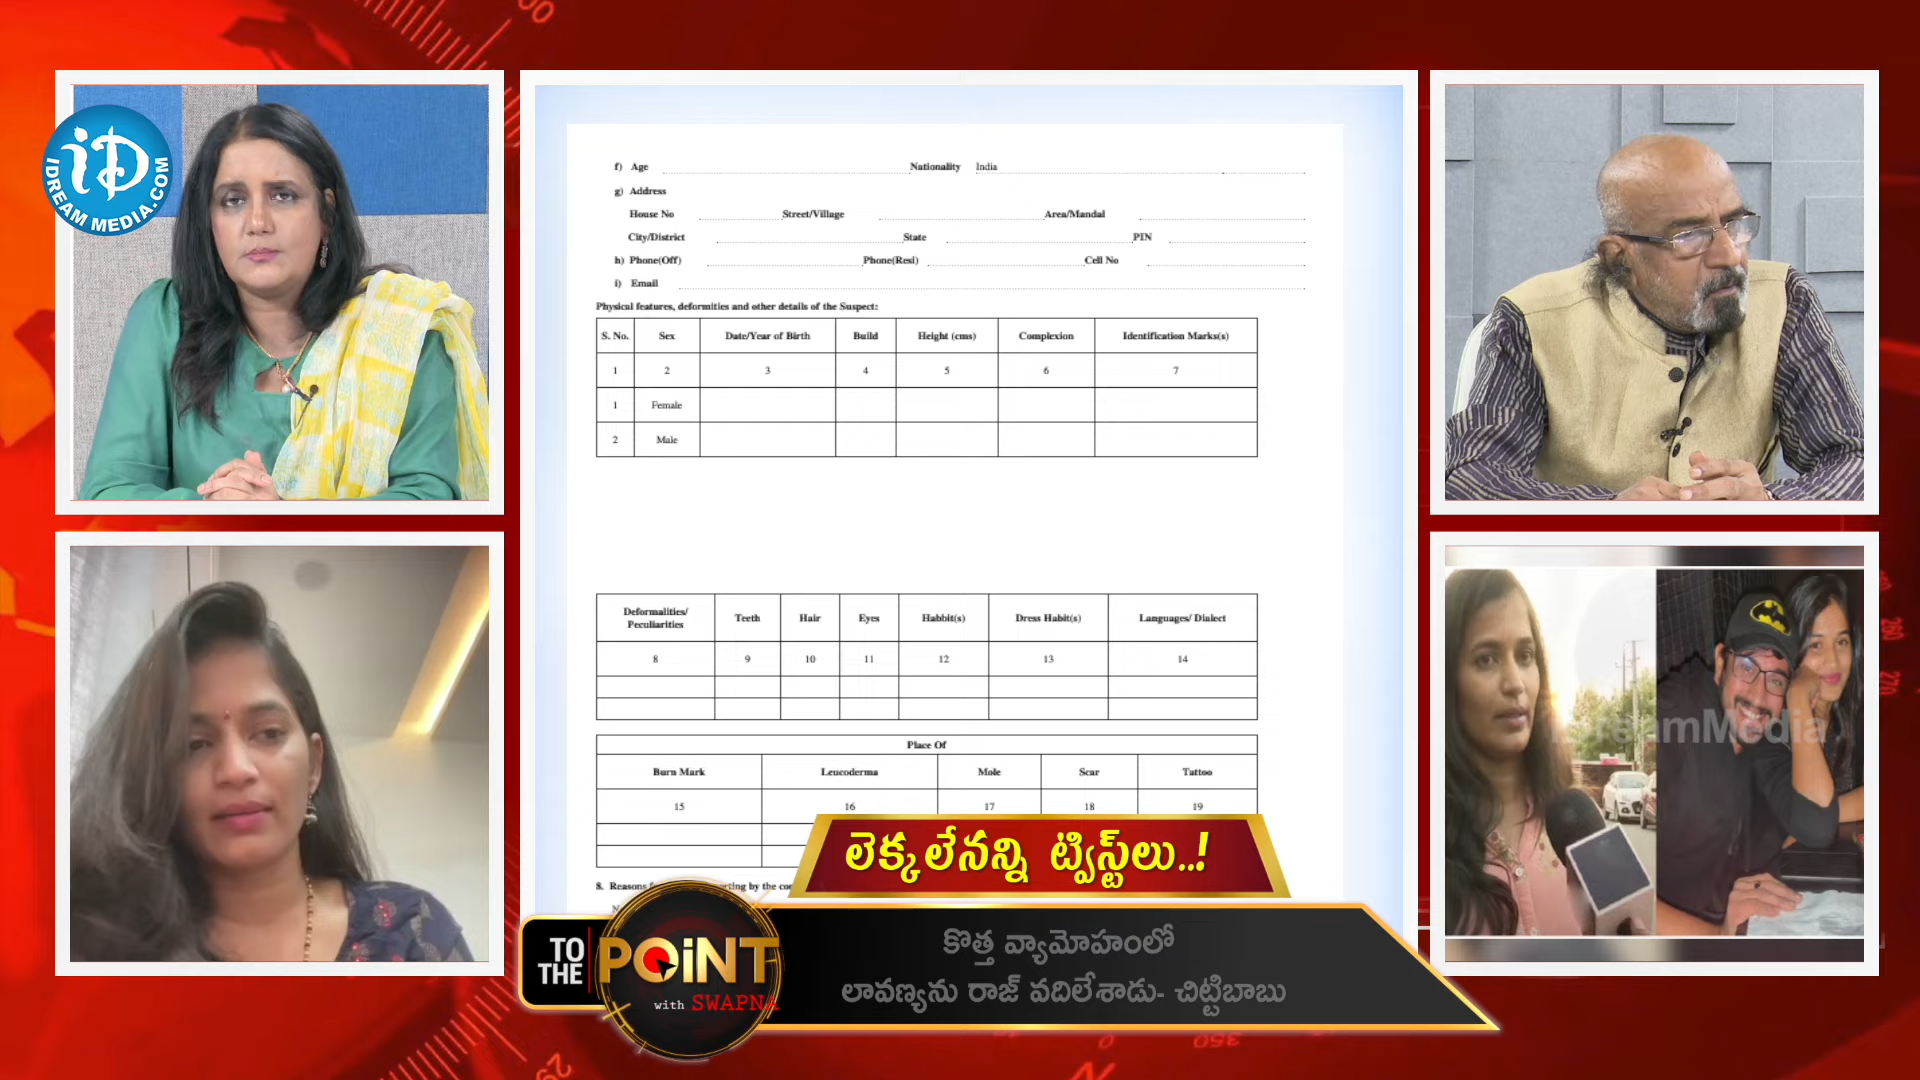 iD
IDREAM MEDIA.COM
f) Age Nationality India
g) Address
House No Street/Village Area/Mandal
City/District State PIN
h) Phone(Off) Phone(Resi) Cell No
i) Email
Physical features, deformities and other details of the Suspect:
S. No. Sex Date/Year of Birth Build Height (cms) Complexion Identification Marks(s)
1 2 3 4 5 6 7
1 Female
2 Male
Deformalities/ Peculiarities Teeth Hair Eyes Habbit(s) Dress Habit(s) Languages/ Dialect
8 9 10 11 12 13 14
Place Of
Burn Mark Leucoderma Mole Scar Tattoo
15 16 17 18 19
8. Reasons
by the
లెక్కలేనన్ని ట్విస్ట్‌లు..!
TO THE POiNT
with SWAPNA
కొత్త వ్యామోహంలో
లావణ్యను రాజ్ వదిలేశాడు- చిట్టిబాబు
DreamMedia